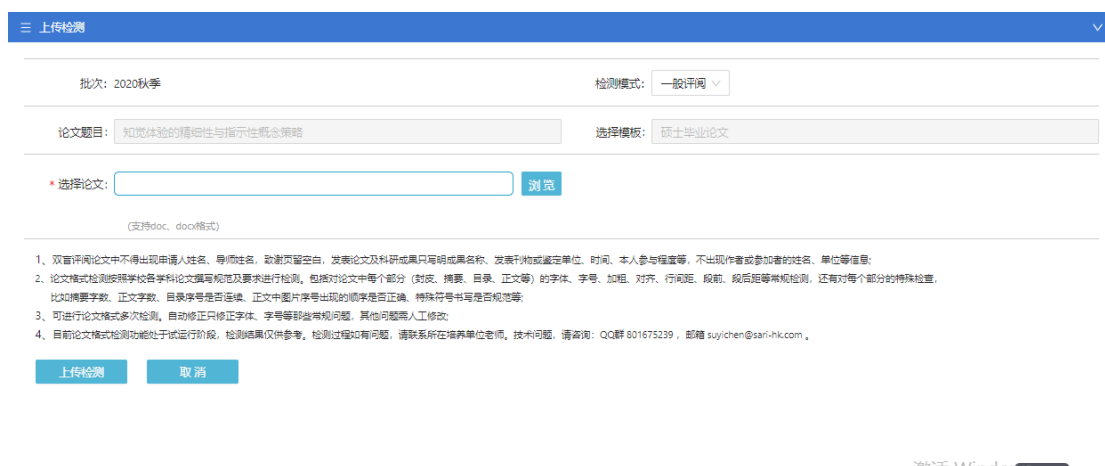 三 上传检测
批次： 2020秋季 检测模式： 一般评阅
论文题目： 知觉体验的精细性与指示性概念策略 选择模板： 硕士毕业论文
* 选择论文： 浏览
(支持doc、docx格式)
1、双盲评阅论文中不得出现申请人姓名、导师姓名，致谢页留空白，发表论文及科研成果只写明成果名称、发表刊物或鉴定单位、时间、本人参与程度等，不出现作者或参加者的姓名、单位等信息;
2、论文格式检测按照学校各学科论文撰写规范及要求进行检测。包括对论文中每个部分（封皮、摘要、目录、正文等）的字体、字号、加粗、对齐、行间距、段前、段后距等常规检测，还有对每个部分的特殊检查，
比如摘要字数、正文字数、目录序号是否连续、正文中图片序号出现的顺序是否正确、特殊符号书写是否规范等;
3、可进行论文格式多次检测。自动修正只修正字体、字号等那些常规问题，其他问题需人工修改;
4、目前论文格式检测功能处于试运行阶段，检测结果仅供参考。检测过程如有问题，请联系所在培养单位老师。技术问题，请咨询：QQ群 801675239 ，邮箱 suyichen@sari-hk.com 。
上传检测 取 消